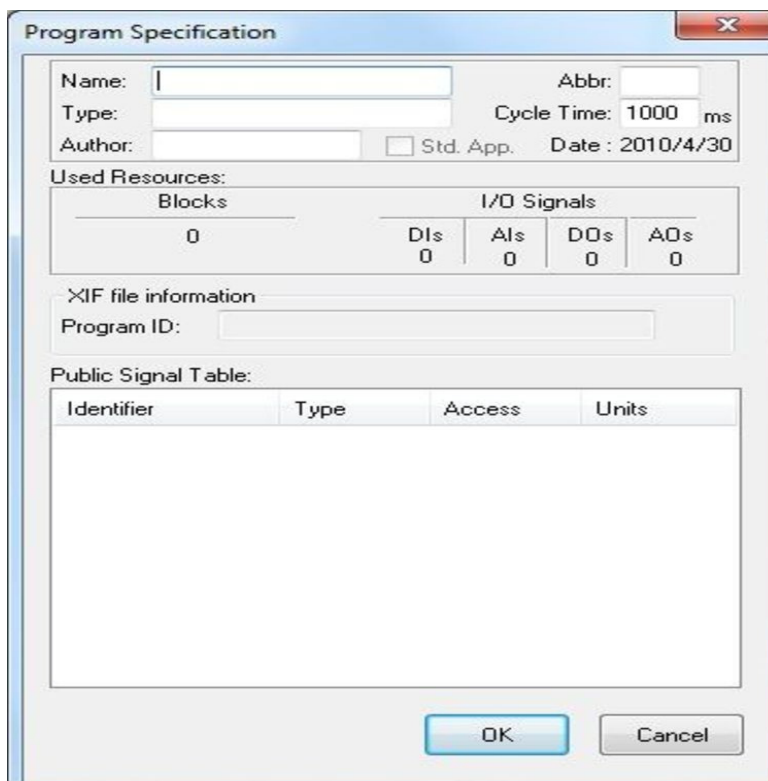 Program Specification
Name: Abbr:
Type: Cycle Time: 1000 ms
Author: Std. App. Date : 2010/4/30
Used Resources:
Blocks I/O Signals
0 DIs AIs DOs AOs
0 0 0 0
XIF file information
Program ID:
Public Signal Table:
Identifier Type Access Units
OK Cancel